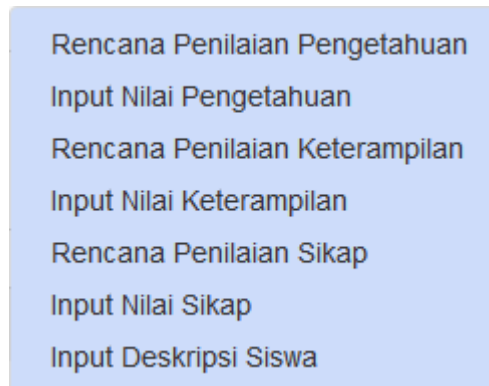 Rencana Penilaian Pengetahuan
Input Nilai Pengetahuan
Rencana Penilaian Keterampilan
Input Nilai Keterampilan
Rencana Penilaian Sikap
Input Nilai Sikap
Input Deskripsi Siswa